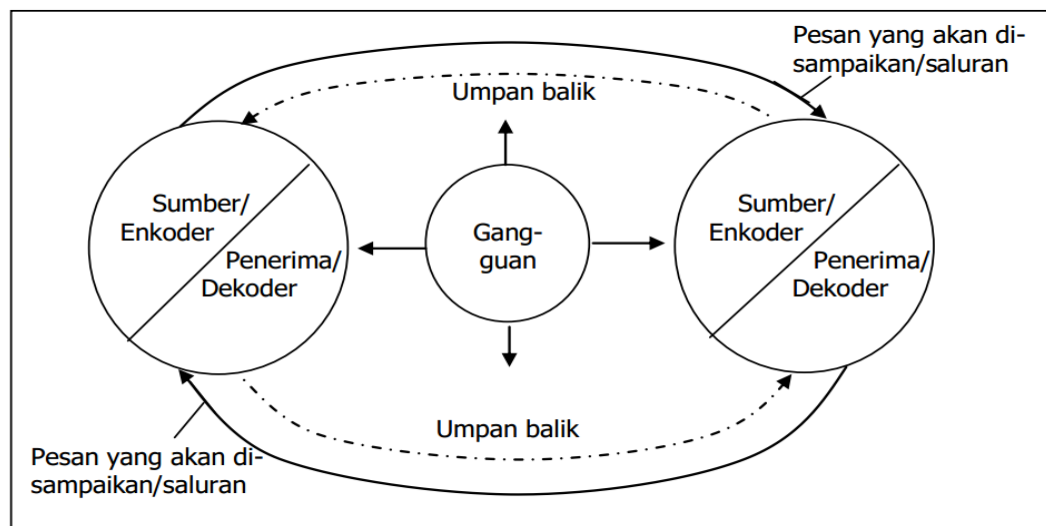 Pesan yang akan di-
sampaikan/saluran
Umpan balik
Sumber/
Enkoder
Penerima/
Dekoder
Gang-
guan
Sumber/
Enkoder
Penerima/
Dekoder
Umpan balik
Pesan yang akan di-
sampaikan/saluran